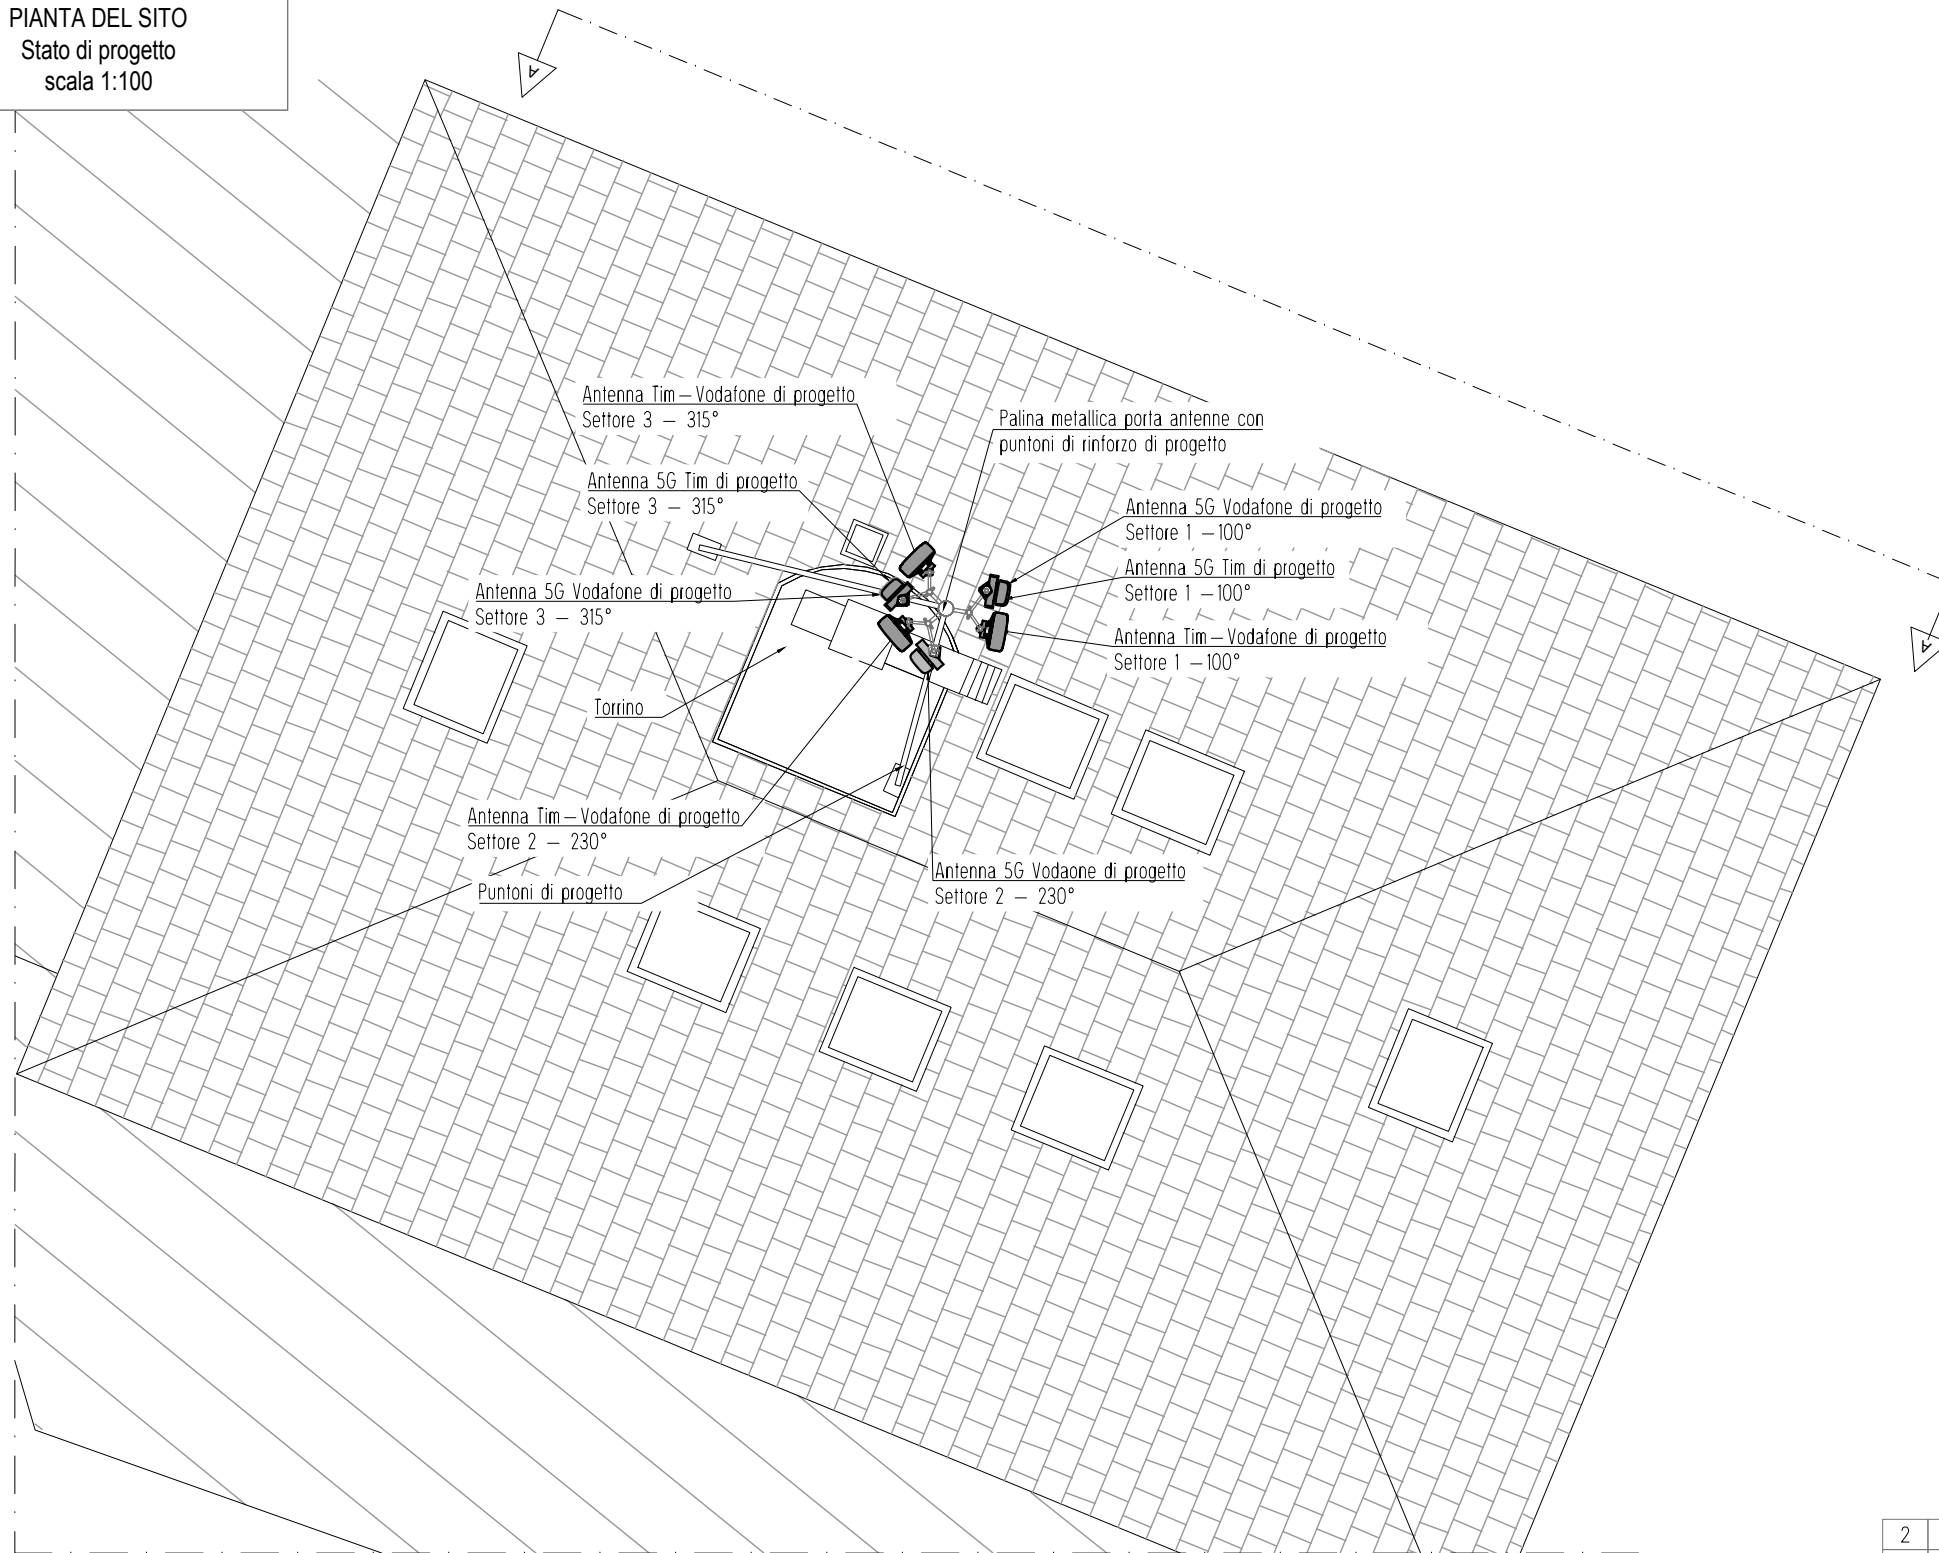 PIANTA DEL SITO
Stato di progetto
scala 1:100
A
Antenna Tim-Vodafone di progetto
Settore 3 - 315°
Palina metallica porta antenne con
puntoni di rinforzo di progetto
Antenna 5G Tim di progetto
Settore 3 - 315°
Antenna 5G Vodafone di progetto
Settore 1 -100°
Antenna 5G Tim di progetto
Settore 1 -100°
Antenna 5G Vodafone di progetto
Settore 3 - 315°
Antenna Tim-Vodafone di progetto
Settore 1 -100°
A
Torrino
Antenna Tim-Vodafone di progetto
Settore 2 - 230°
Antenna 5G Vodaone di progetto
Settore 2 - 230°
Puntoni di progetto
2